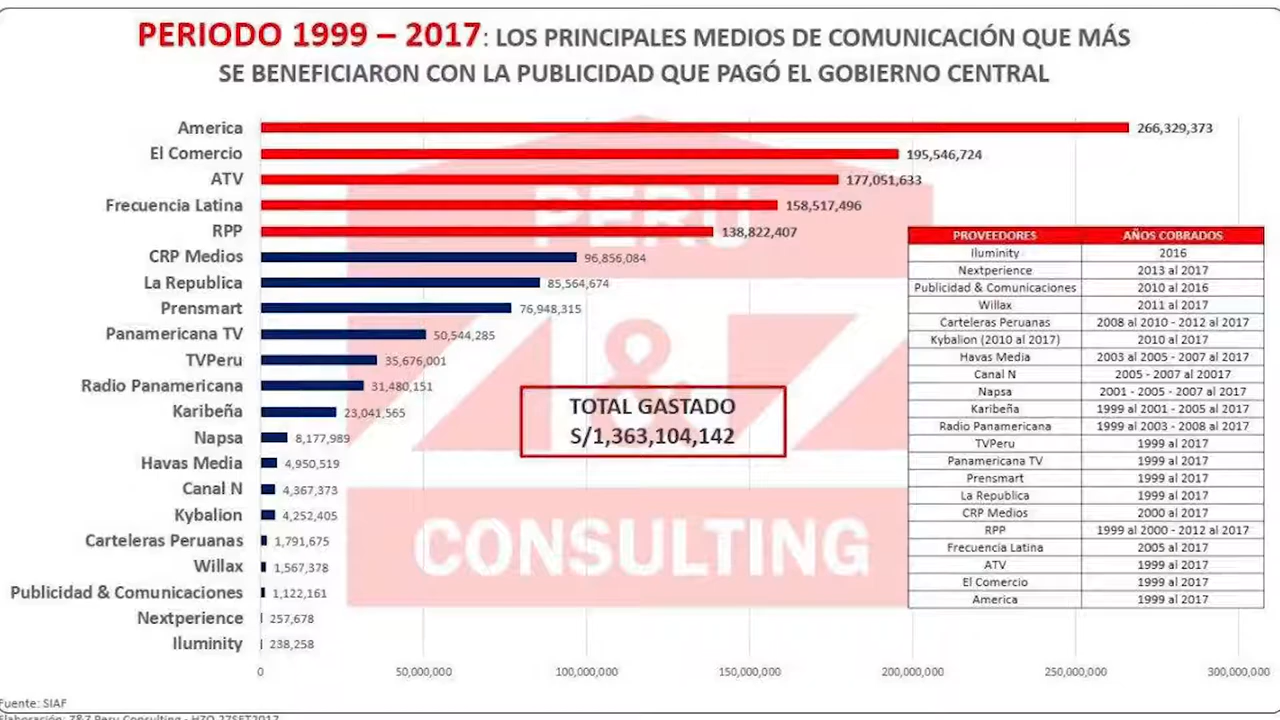 PERIODO 1999 – 2017: LOS PRINCIPALES MEDIOS DE COMUNICACIÓN QUE MÁS
SE BENEFICIARON CON LA PUBLICIDAD QUE PAGÓ EL GOBIERNO CENTRAL
America 266,329,373
El Comercio 195,546,724
ATV 177,051,633
Frecuencia Latina 158,517,496
RPP 138,822,407
CRP Medios 96,856,084
La Republica 85,564,674
Prensmart 76,948,315
Panamericana TV 50,544,285
TVPeru 35,676,001
Radio Panamericana 31,480,151
Karibeña 23,041,565
Napsa 8,177,989
Havas Media 4,950,519
Canal N 4,367,373
Kybalion 4,252,405
Carteleras Peruanas 1,791,675
Willax 1,567,378
Publicidad & Comunicaciones 1,122,161
Nextperience 257,678
Iluminity 238,258
0 50,000,000 100,000,000 150,000,000 200,000,000 250,000,000 300,000,000
PERU
Z&Z
CONSULTING
TOTAL GASTADO
S/1,363,104,142
PROVEEDORES AÑOS COBRADOS
Iluminity 2016
Nextperience 2013 al 2017
Publicidad & Comunicaciones 2010 al 2016
Willax 2011 al 2017
Carteleras Peruanas 2008 al 2010 - 2012 al 2017
Kybalion (2010 al 2017) 2010 al 2017
Havas Media 2003 al 2005 - 2007 al 2017
Canal N 2005 - 2007 al 20017
Napsa 2001 - 2005 - 2007 al 2017
Karibeña 1999 al 2001 - 2005 al 2017
Radio Panamericana 1999 al 2003 - 2008 al 2017
TVPeru 1999 al 2017
Panamericana TV 1999 al 2017
Prensmart 1999 al 2017
La Republica 1999 al 2017
CRP Medios 2000 al 2017
RPP 1999 al 2000 - 2012 al 2017
Frecuencia Latina 2005 al 2017
ATV 1999 al 2017
El Comercio 1999 al 2017
America 1999 al 2017
Fuente: SIAF
Elaboración: Z&Z Peru Consulting - HZO 27SET2017